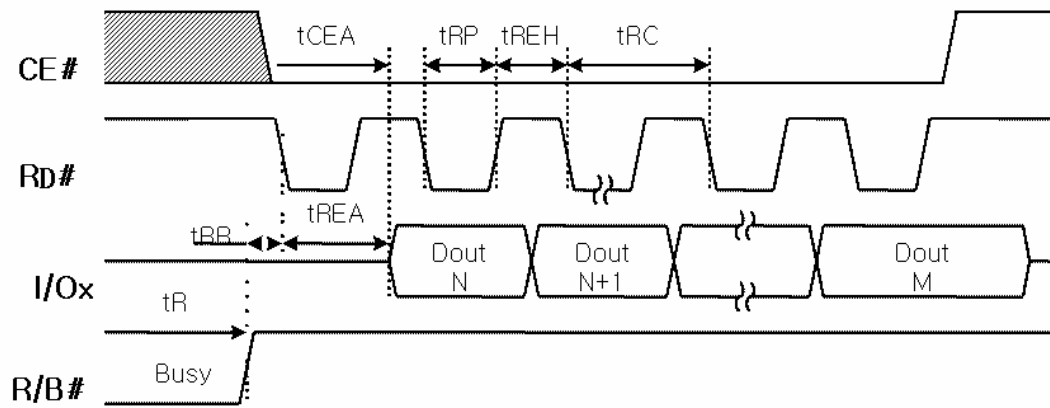 tCEA tRP tREH tRC
CE#
RD#
tRR tREA
Dout Dout Dout
N N+1 M
I/Ox
tR
Busy
R/B#